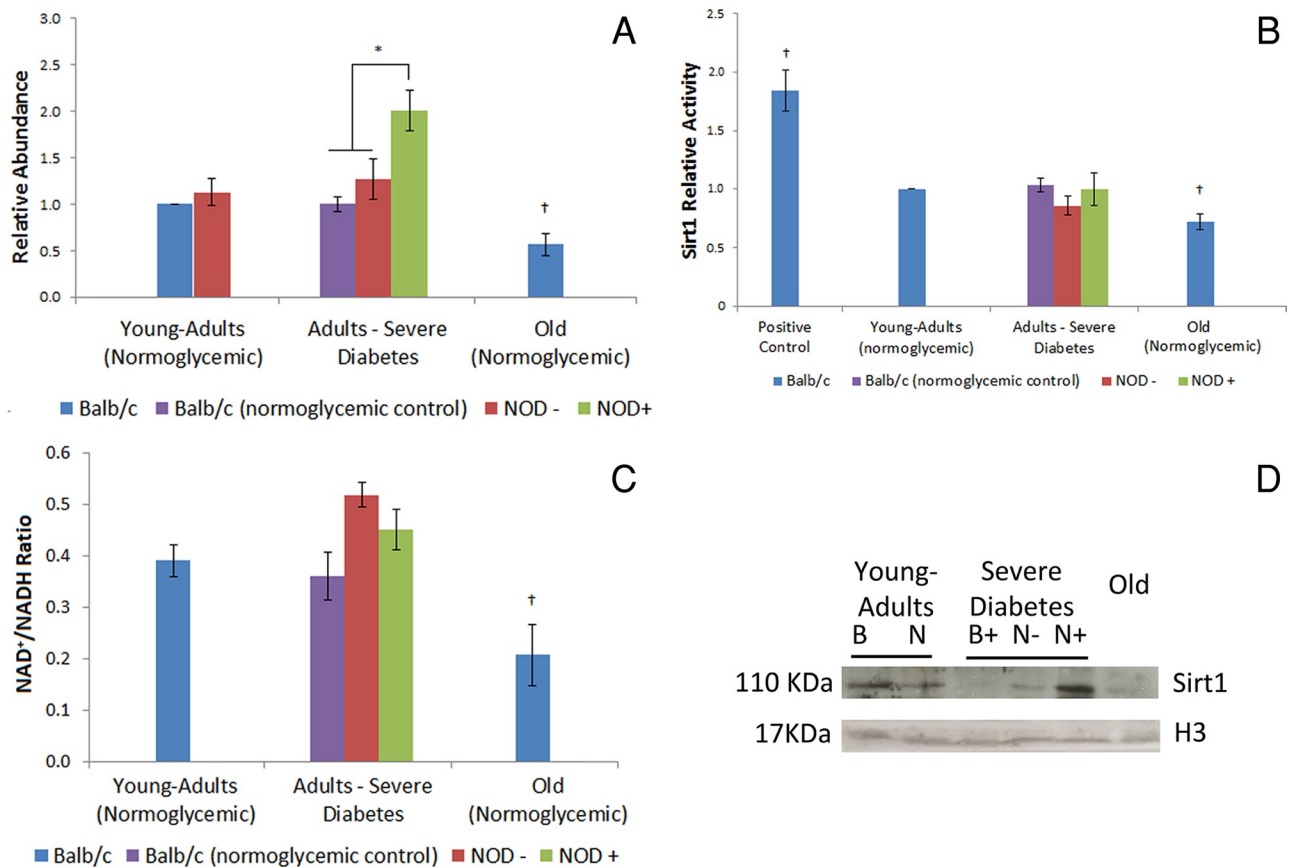 A
3.0
2.5
2.0
1.5
1.0
0.5
0.0
Relative Abundance
*
†
Young-Adults
(Normoglycemic)
Adults - Severe
Diabetes
Old
(Normoglycemic)
Balb/c
Balb/c (normoglycemic control)
NOD -
NOD+
B
2.5
2.0
1.5
1.0
0.5
0
Sirt1 Relative Activity
†
†
Positive
Control
Young-Adults
(normoglycemic)
Adults - Severe
Diabetes
Old
(Normoglycemic)
Balb/c
Balb/c (normoglycemic control)
NOD -
NOD +
C
0.6
0.5
0.4
0.3
0.2
0.1
0.0
NAD⁺/NADH Ratio
†
Young-Adults
(Normoglycemic)
Adults - Severe
Diabetes
Old
(Normoglycemic)
Balb/c
Balb/c (normoglycemic control)
NOD -
NOD +
D
Young-
Adults
Severe
Diabetes
Old
B N B+ N- N+
110 KDa Sirt1
17KDa H3